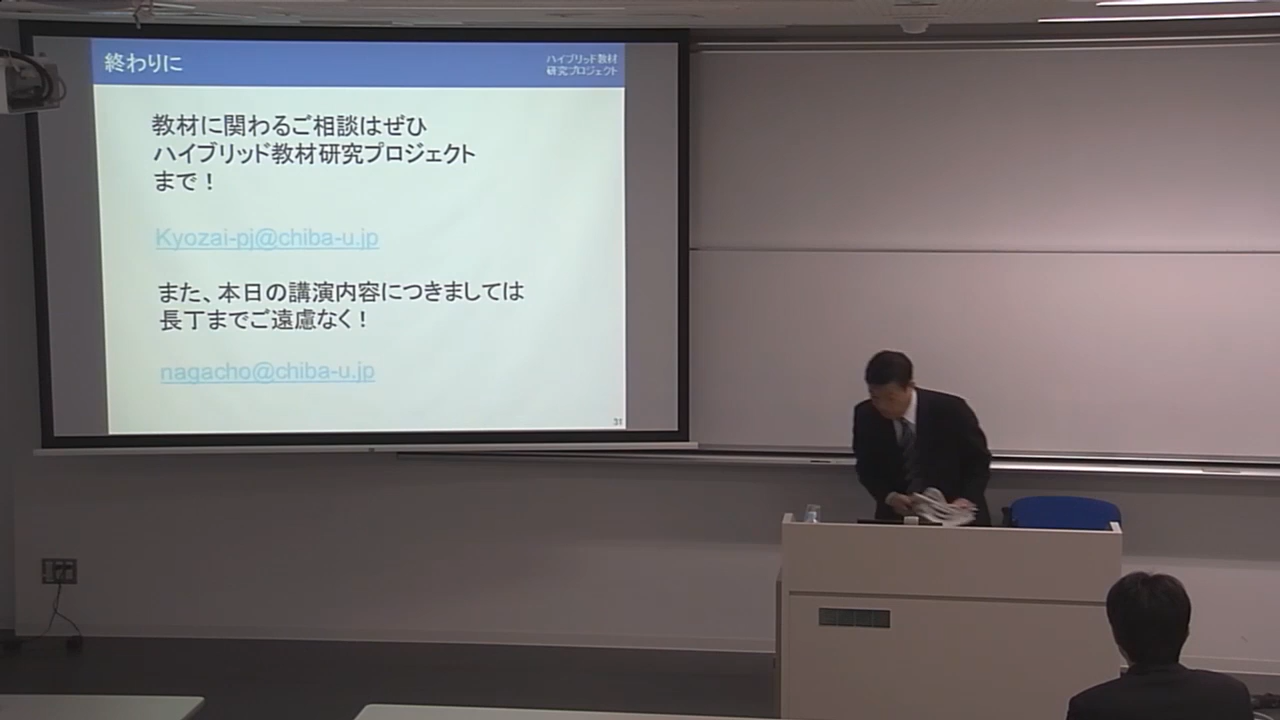 終わりに
ハイブリッド教材
研究プロジェクト
教材に関わるご相談はぜひ
ハイブリッド教材研究プロジェクト
まで！
Kyozai-pj@chiba-u.jp
また、本日の講演内容につきましては
長丁までご遠慮なく！
nagacho@chiba-u.jp
31